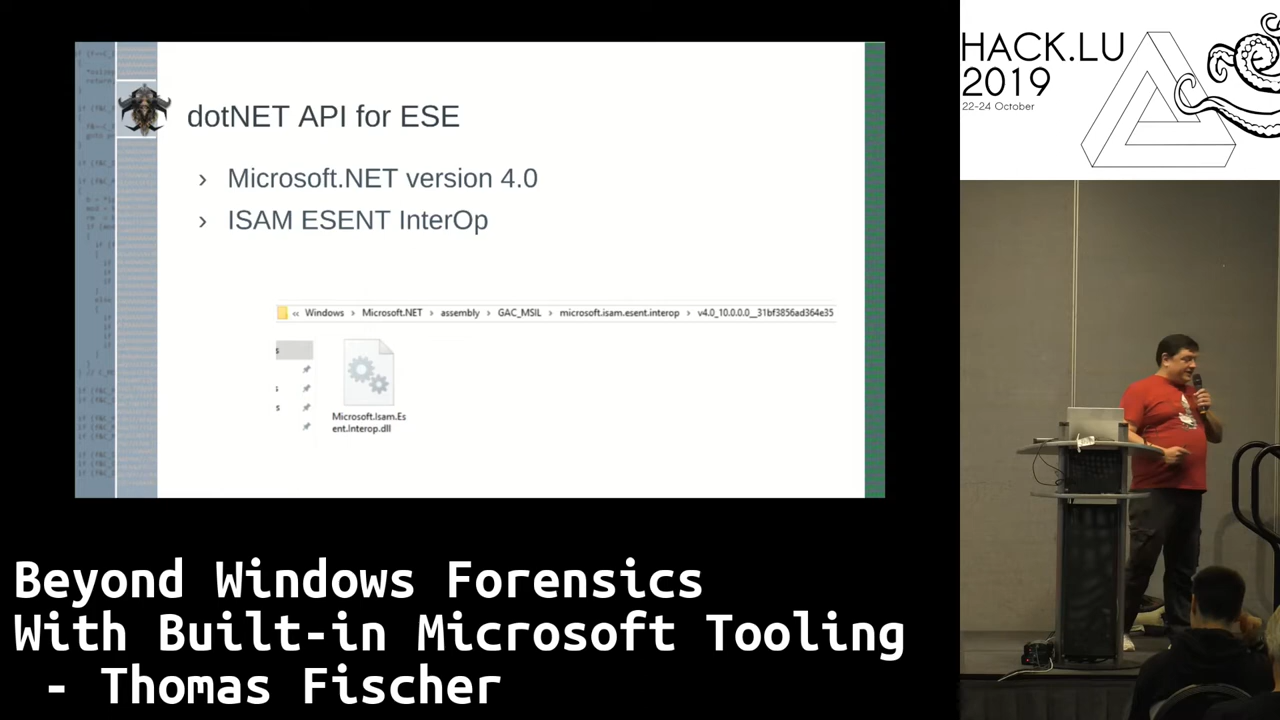 dotNET API for ESE
› Microsoft.NET version 4.0
› ISAM ESENT InterOp
« Windows › Microsoft.NET › assembly › GAC_MSIL › microsoft.isam.esent.interop › v4.0_10.0.0.0__31bf3856ad364e35
Microsoft.Isam.Es
ent.Interop.dll
HACK.LU
2019
22-24 October
Beyond Windows Forensics
With Built-in Microsoft Tooling
- Thomas Fischer